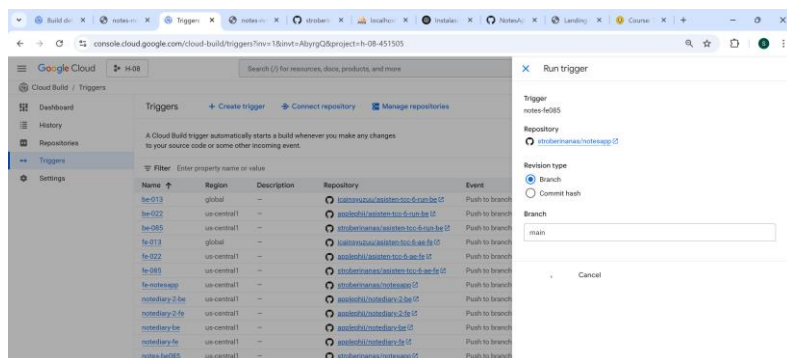 Build de
notes-
Trigger
notes-
stroberi
localhos
Instalas
NotesA
Landing
Course
console.cloud.google.com/cloud-build/triggers?inv=1&invt=AbyrgQ&project=h-08-451505
Google Cloud
H-08
Search (/) for resources, docs, products, and more
Cloud Build / Triggers
Dashboard
History
Repositories
Triggers
Settings
Triggers
+ Create trigger
Connect repository
Manage repositories
A Cloud Build trigger automatically starts a build whenever you make any changes
to your source code or some other incoming event.
Filter Enter property name or value
Name Region Description Repository Event
be-013 global – icainsyuzuu/asisten-tcc-6-run-be Push to branch
be-022 us-central1 – applephii/asisten-tcc-6-run-be Push to branch
be-085 us-central1 – stroberinanas/asisten-tcc-6-run-be Push to branch
fe-013 global – icainsyuzuu/asisten-tcc-6-ae-fe Push to branch
fe-022 us-central1 – applephii/asisten-tcc-6-ae-fe Push to branch
fe-085 us-central1 – stroberinanas/asisten-tcc-6-ae-fe Push to branch
fe-notesapp us-central1 – stroberinanas/notesapp Push to branch
notediary-2-be us-central1 – applephii/notediary-2-be Push to branch
notediary-2-fe us-central1 – applephii/notediary-2-fe Push to branch
notediary-be us-central1 – applephii/notediary-be Push to branch
notediary-fe us-central1 – applephii/notediary-fe Push to branch
notes-be085 us-central1 – stroberinanas/notesapp Push to branch
Run trigger
Trigger
notes-fe085
Repository
stroberinanas/notesapp
Revision type
Branch
Commit hash
Branch
main
Cancel